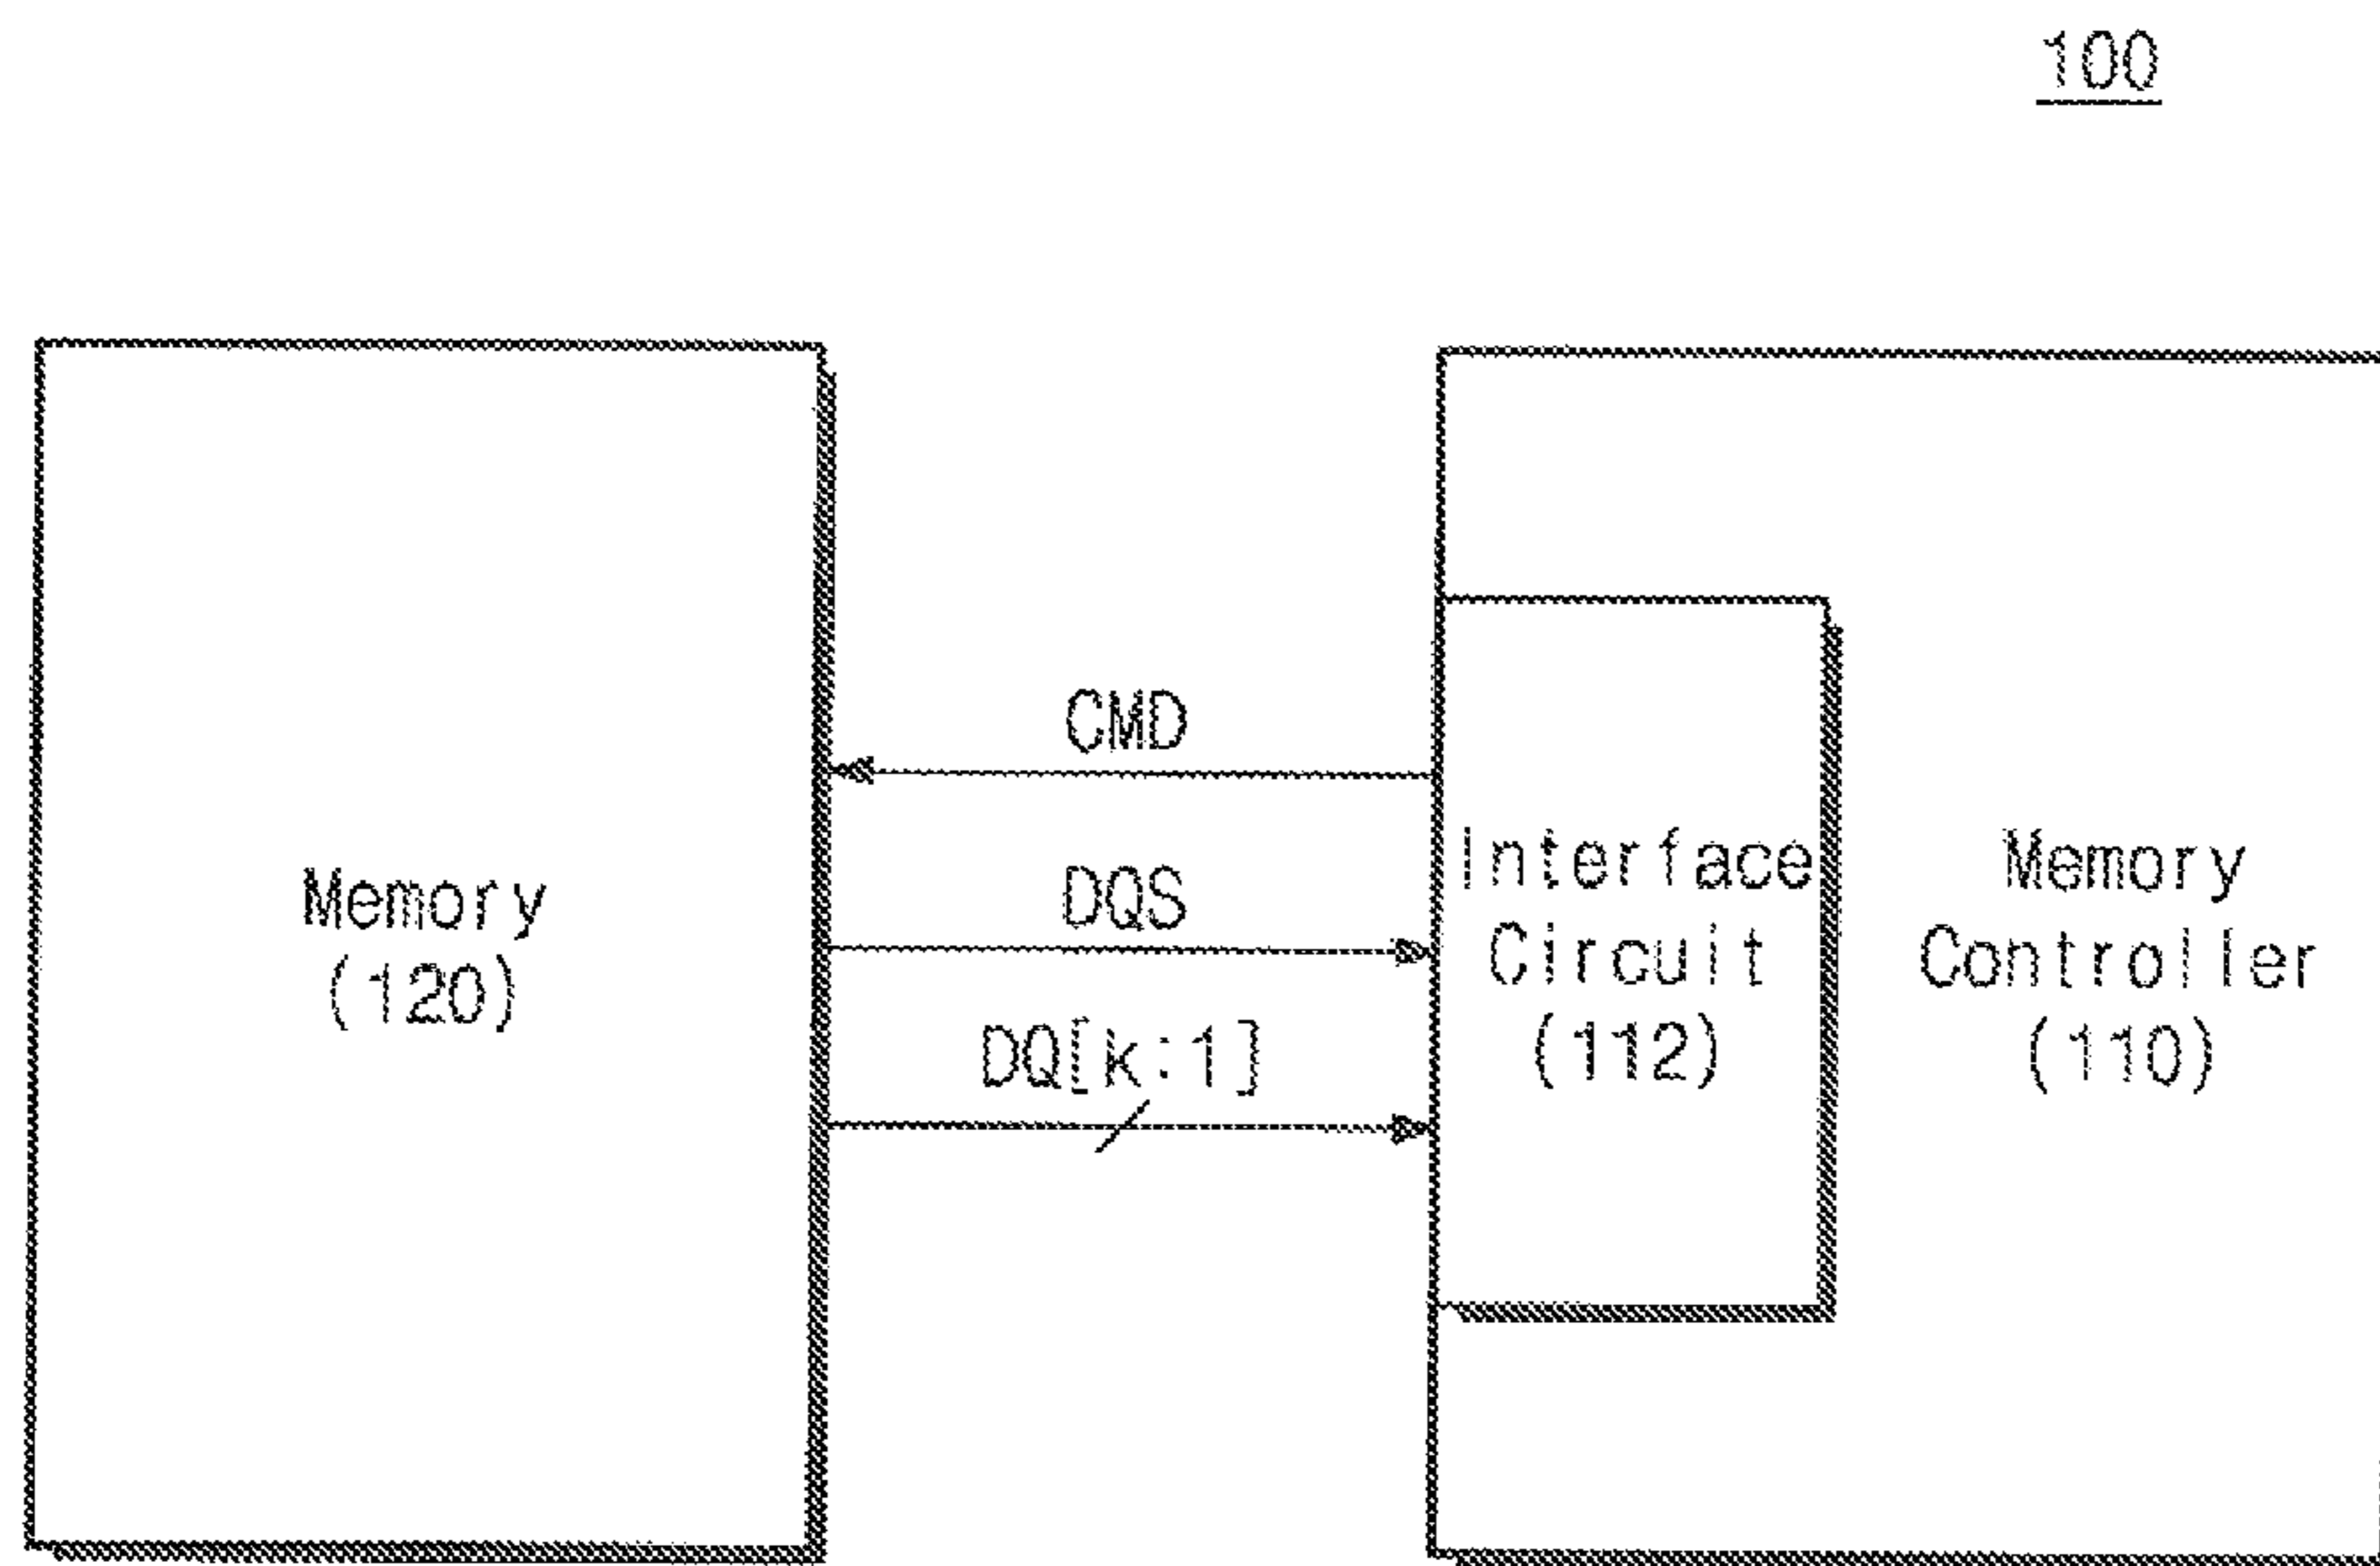 100
Memory
(120)
CMD
DQS
DQ[k:1]
Interface
Circuit
(112)
Memory
Controller
(110)